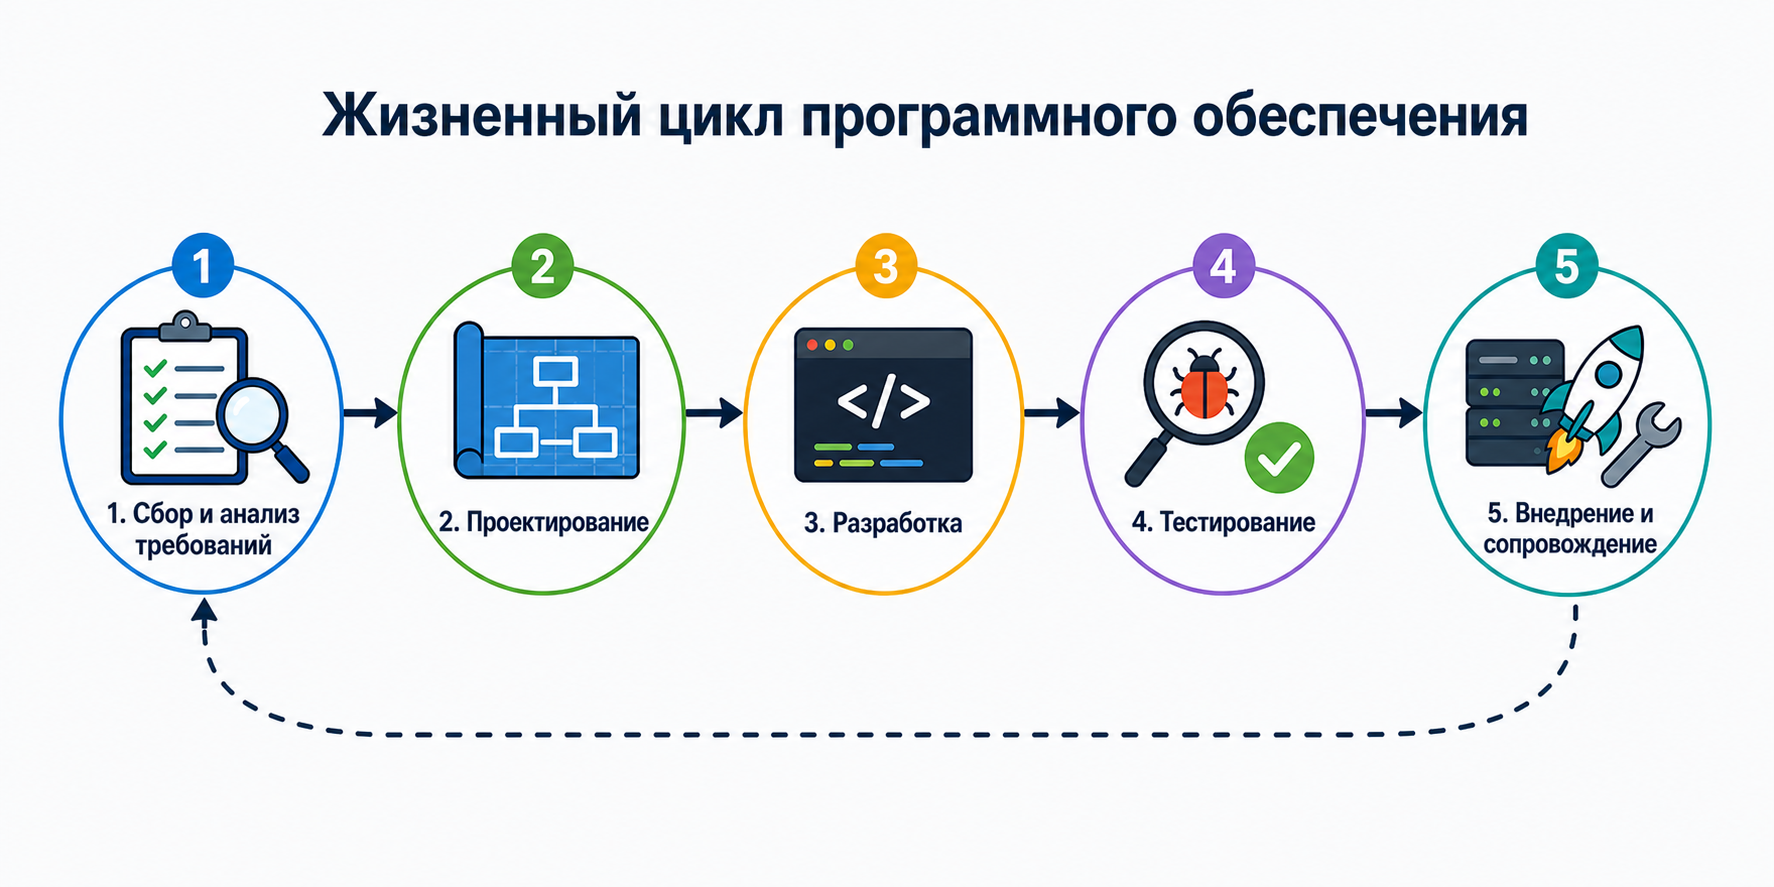 Жизненный цикл программного обеспечения
1
2
3
4
5
</>
1. Сбор и анализ
требований
2. Проектирование
3. Разработка
4. Тестирование
5. Внедрение и
сопровождение